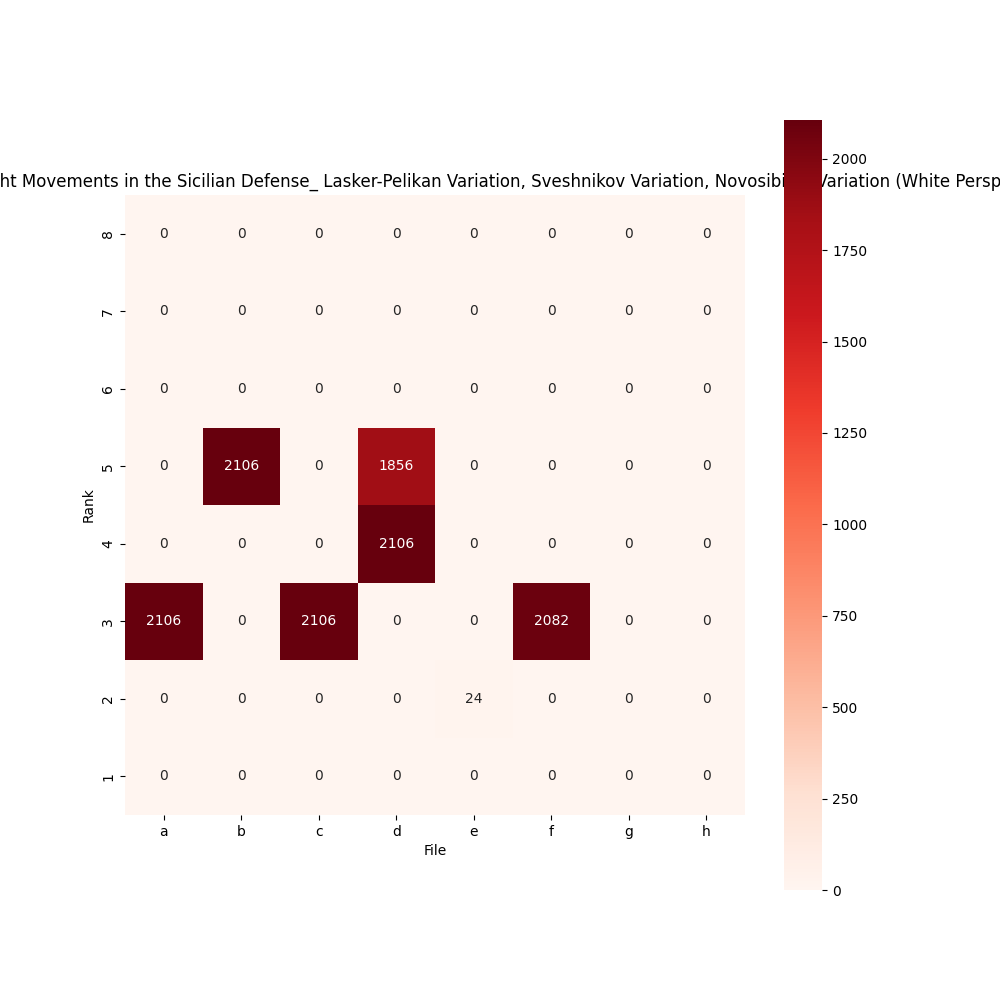 ht Movements in the Sicilian Defense_ Lasker-Pelikan Variation, Sveshnikov Variation, Variation (White Persp
8 0 0 0 0 0 0 0 0
7 0 0 0 0 0 0 0 0
6 0 0 0 0 0 0 0 0
5 0 2106 0 1856 0 0 0 0
Rank
4 0 0 0 2106 0 0 0 0
3 2106 0 2106 0 0 2082 0 0
2 0 0 0 0 24 0 0 0
1 0 0 0 0 0 0 0 0
a b c d e f g h
File
2000
1750
1500
1250
1000
750
500
250
0